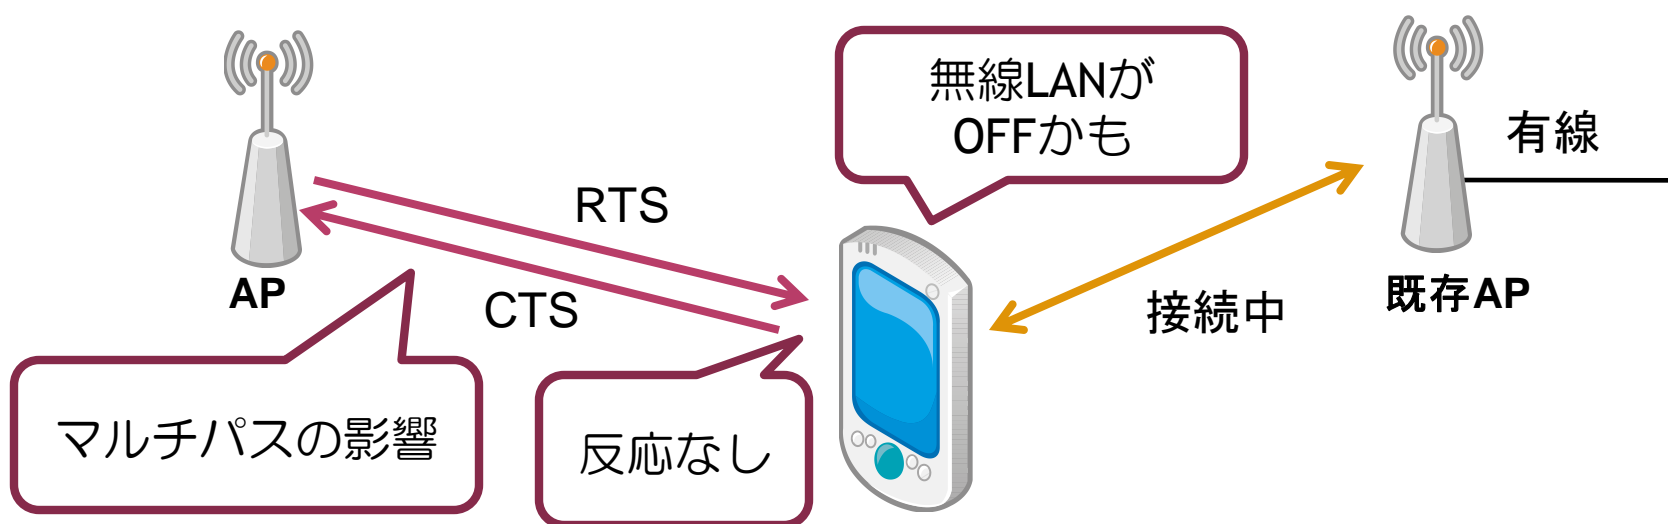 無線LANが
OFFかも
有線
RTS
AP
CTS
接続中
既存AP
マルチパスの影響
反応なし